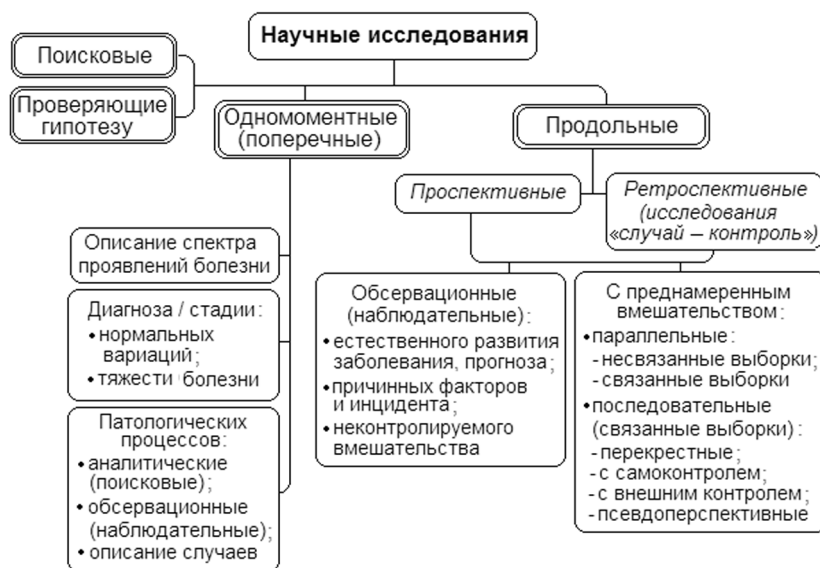 Научные исследования
Поисковые
Проверяющие
гипотезу
Одномоментные
(поперечные)
Продольные
Проспективные
Ретроспективные
(исследования
«случай – контроль»)
Описание спектра
проявлений болезни
Диагноза / стадии:
• нормальных
вариаций;
• тяжести болезни
Патологических
процессов:
• аналитические
(поисковые);
• обсервационные
(наблюдательные);
• описание случаев
Обсервационные
(наблюдательные):
• естественного развития
заболевания, прогноза;
• причинных факторов
и инцидента;
• неконтролируемого
вмешательства
С преднамеренным
вмешательством:
• параллельные:
- несвязанные выборки;
- связанные выборки
• последовательные
(связанные выборки):
- перекрестные;
- с самоконтролем;
- с внешним контролем;
- псевдоперспективные